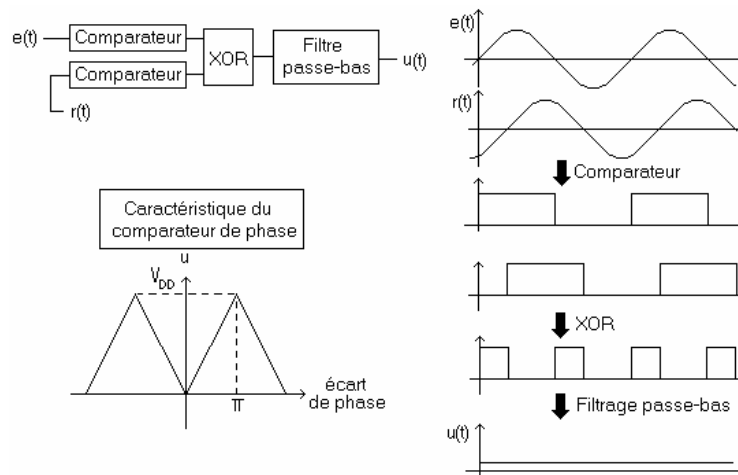 e(t)
Comparateur
Comparateur
r(t)
XOR
Filtre
passe-bas
u(t)
Caractéristique du
comparateur de phase
u
VDD
π
écart
de phase
e(t)
r(t)
Comparateur
XOR
Filtrage passe-bas
u(t)